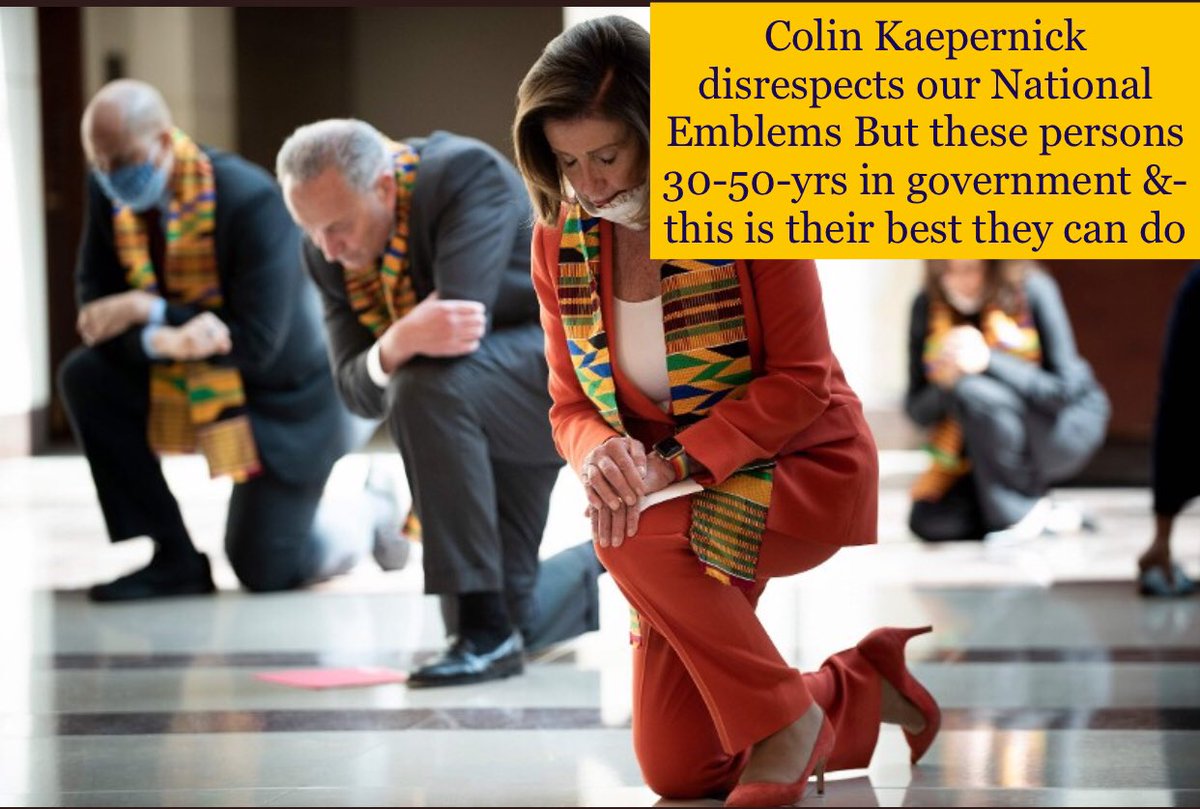 Colin Kaepernick
disrespects our National
Emblems But these persons
30-50-yrs in government &-
this is their best they can do